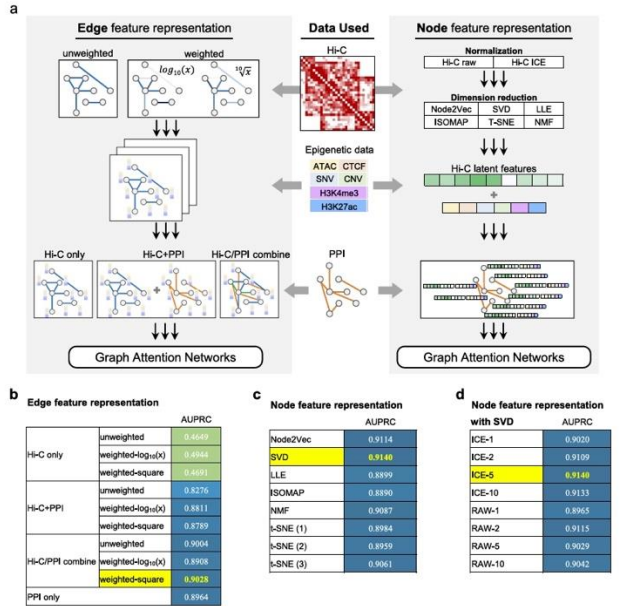 a
Edge feature representation
unweighted
weighted
log₁₀(x)
¹⁰√x
Hi-C only
Hi-C+PPI
Hi-C/PPI combine
+
Graph Attention Networks
Data Used
Hi-C
Epigenetic data
ATAC CTCF
SNV CNV
H3K4me3
H3K27ac
PPI
Node feature representation
Normalization
Hi-C raw Hi-C ICE
Dimension reduction
Node2Vec SVD LLE
ISOMAP T-SNE NMF
Hi-C latent features
+
Graph Attention Networks
b Edge feature representation
AUPRC
Hi-C only unweighted 0.4649
weighted-log₁₀(x) 0.4944
weighted-square 0.4691
Hi-C+PPI unweighted 0.8276
weighted-log₁₀(x) 0.8811
weighted-square 0.8789
Hi-C/PPI combine unweighted 0.9004
weighted-log₁₀(x) 0.8908
weighted-square 0.9028
PPI only 0.8964
c Node feature representation
AUPRC
Node2Vec 0.9114
SVD 0.9140
LLE 0.8899
ISOMAP 0.8890
NMF 0.9087
t-SNE (1) 0.8984
t-SNE (2) 0.8959
t-SNE (3) 0.9061
d Node feature representation
with SVD AUPRC
ICE-1 0.9020
ICE-2 0.9109
ICE-5 0.9140
ICE-10 0.9133
RAW-1 0.8965
RAW-2 0.9115
RAW-5 0.9029
RAW-10 0.9042